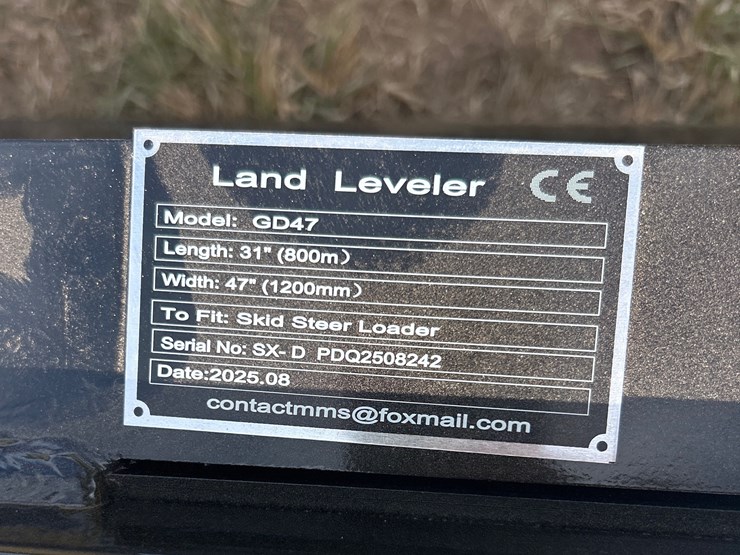 Land Leveler CE
Model: GD47
Length: 31" (800m)
Width: 47" (1200mm)
To Fit: Skid Steer Loader
Serial No: SX- D PDQ2508242
Date:2025.08
contactmms@foxmail.com